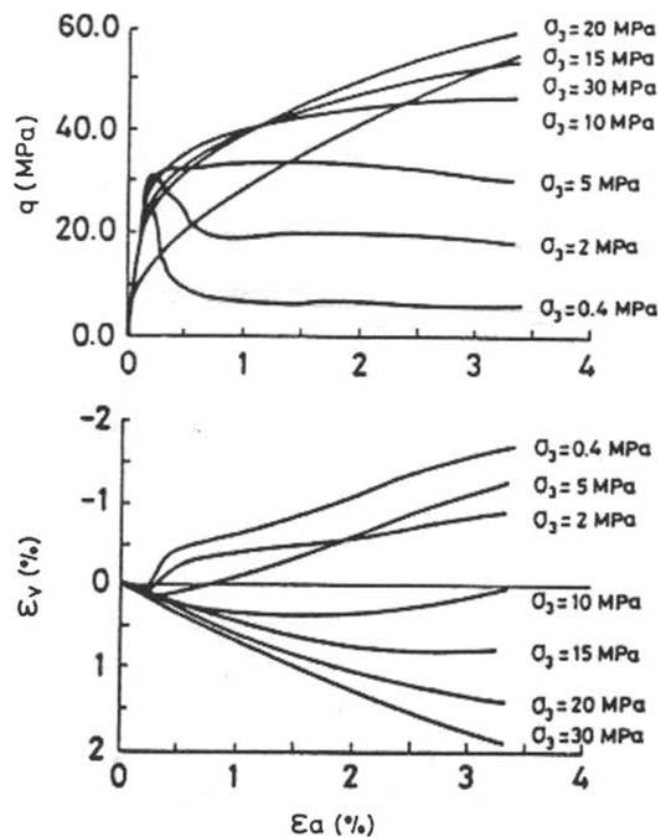 60.0
40.0
20.0
0.0
q (MPa)
0 1 2 3 4
σ₃=20 MPa
σ₃=15 MPa
σ₃=30 MPa
σ₃=10 MPa
σ₃=5 MPa
σ₃=2 MPa
σ₃=0.4 MPa
-2
-1
0
1
2
εv (%)
0 1 2 3 4
εa (%)
σ₃=0.4 MPa
σ₃=5 MPa
σ₃=2 MPa
σ₃=10 MPa
σ₃=15 MPa
σ₃=20 MPa
σ₃=30 MPa